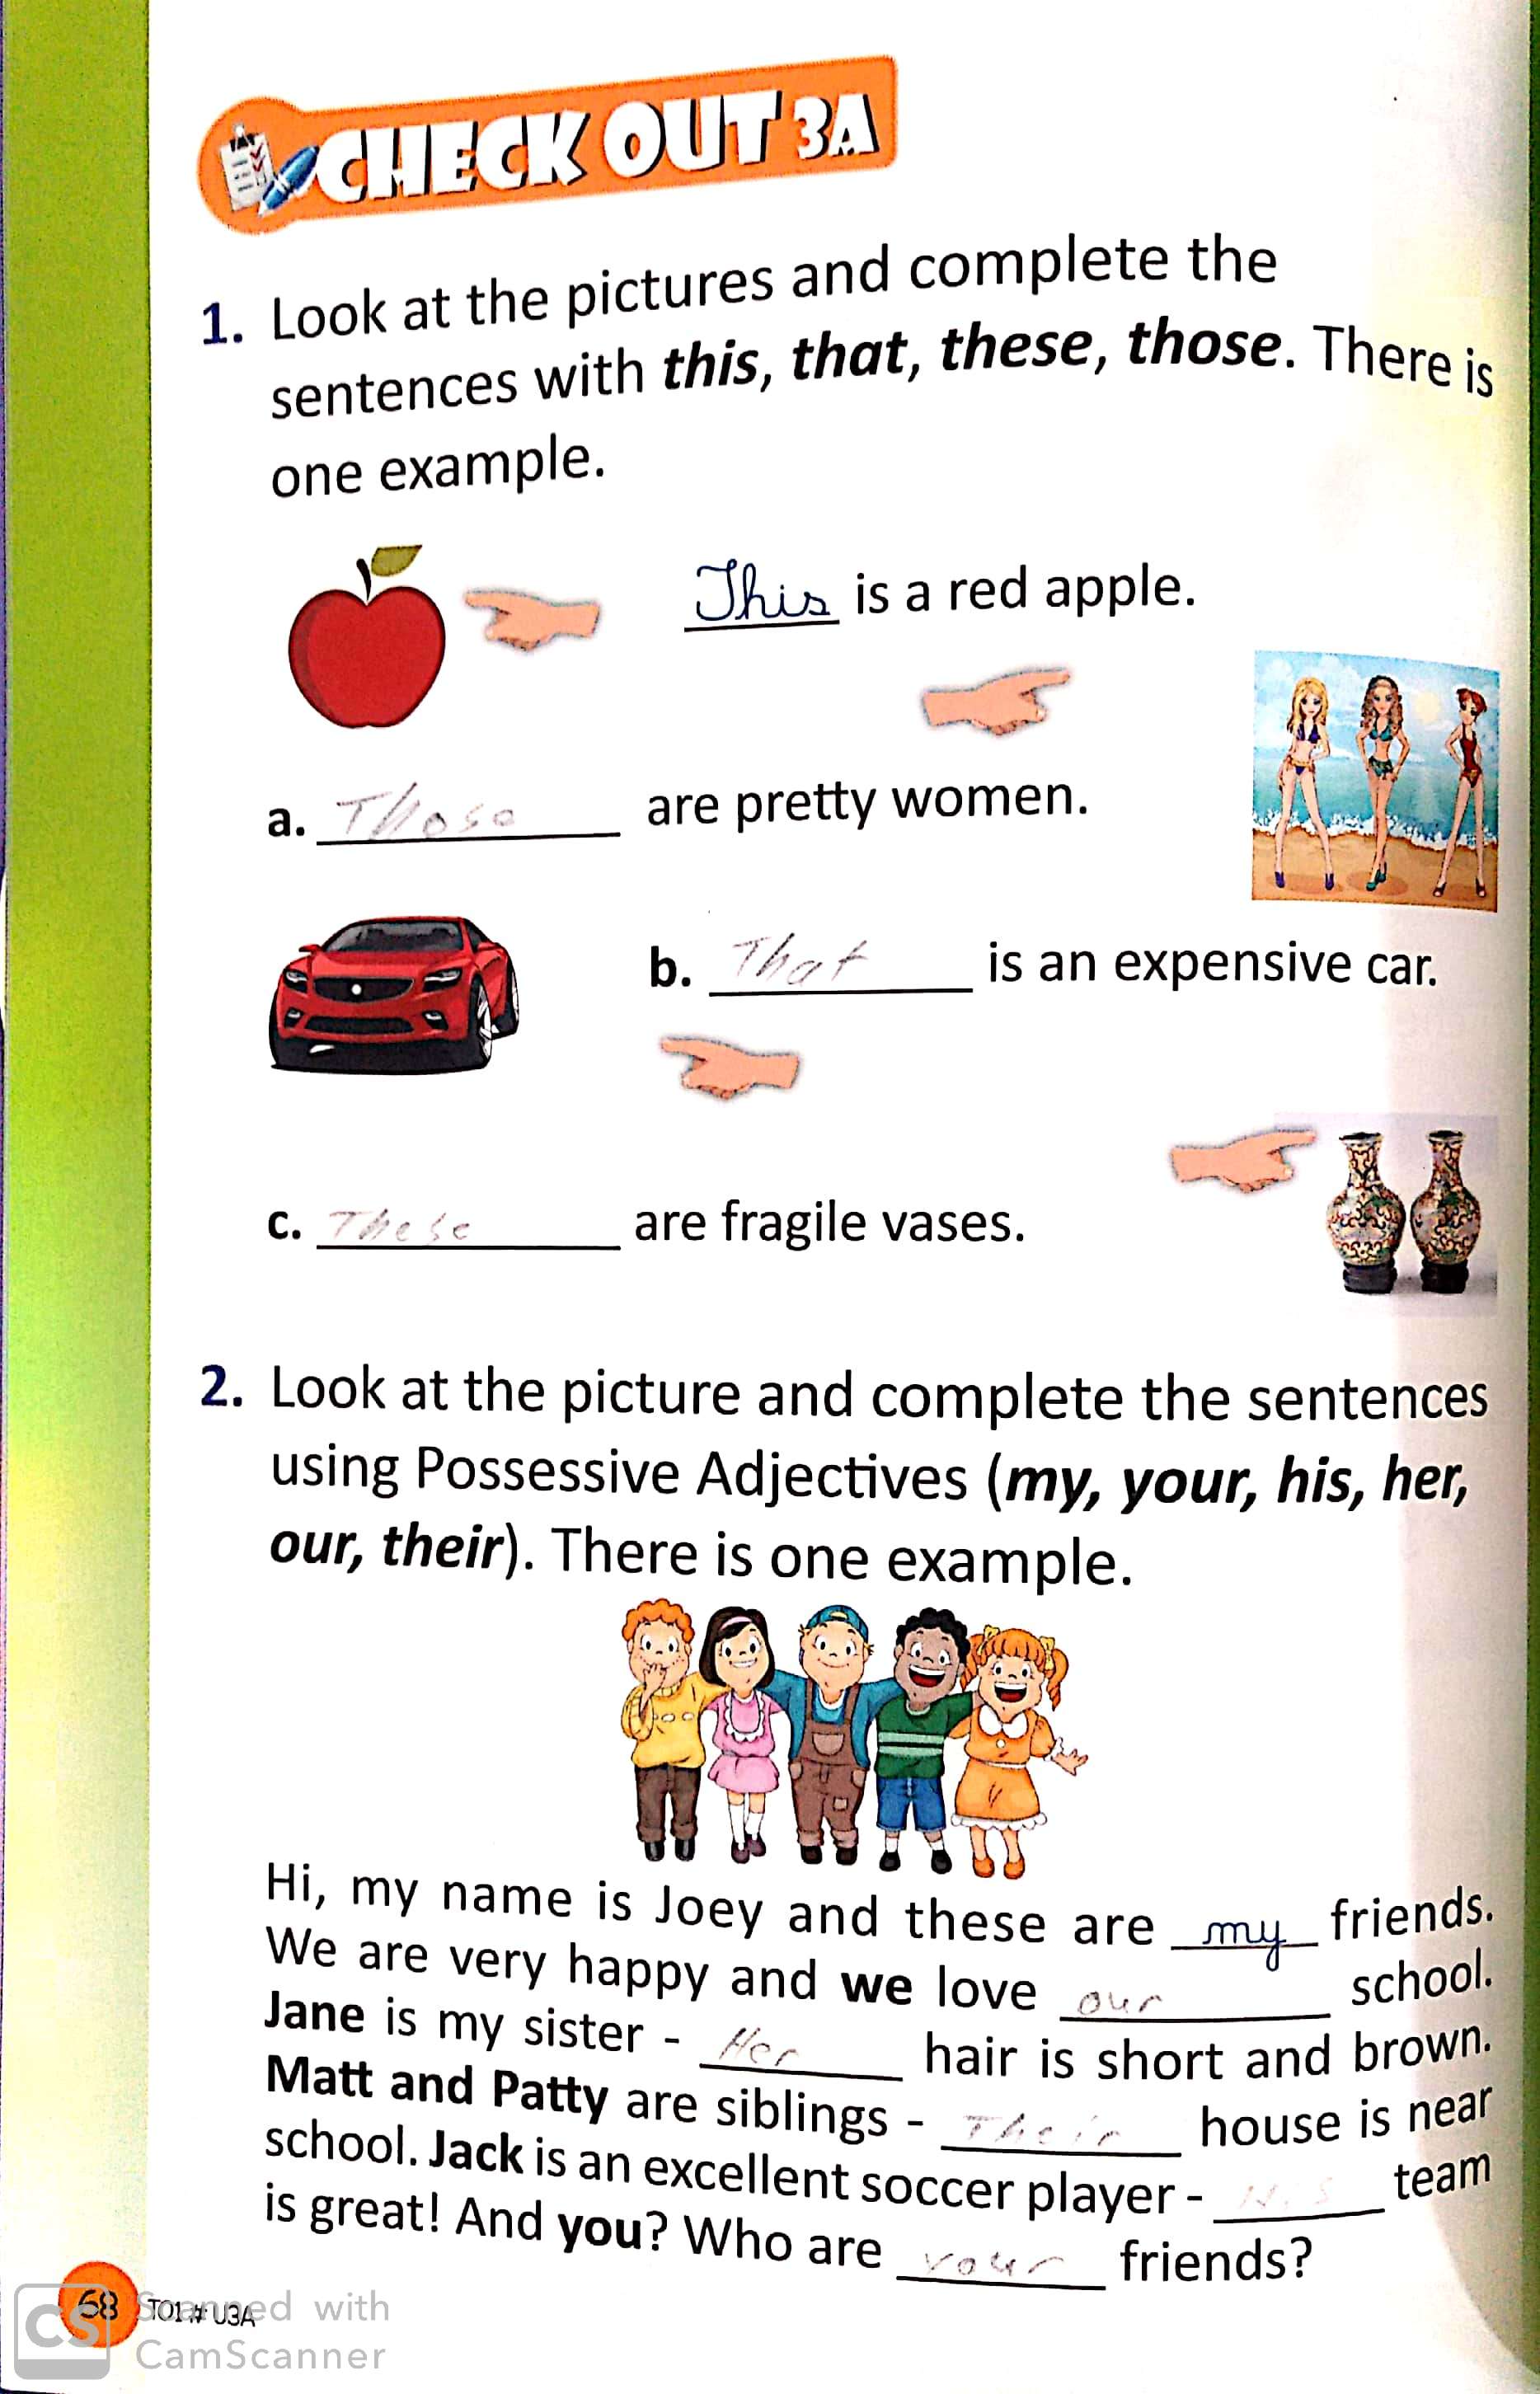 CHECK OUT 3A
1. Look at the pictures and complete the
sentences with this, that, these, those. There is
one example.
This is a red apple.
a. Those are pretty women.
b. That is an expensive car.
c. These are fragile vases.
2. Look at the picture and complete the sentences
using Possessive Adjectives (my, your, his, her,
our, their). There is one example.
Hi, my name is Joey and these are my friends.
We are very happy and we love our school.
Jane is my sister - Her hair is short and brown.
Matt and Patty are siblings - Their house is near
school. Jack is an excellent soccer player - His team
is great! And you? Who are your friends?
68 T01 # U3A
CS Scanned with
CamScanner